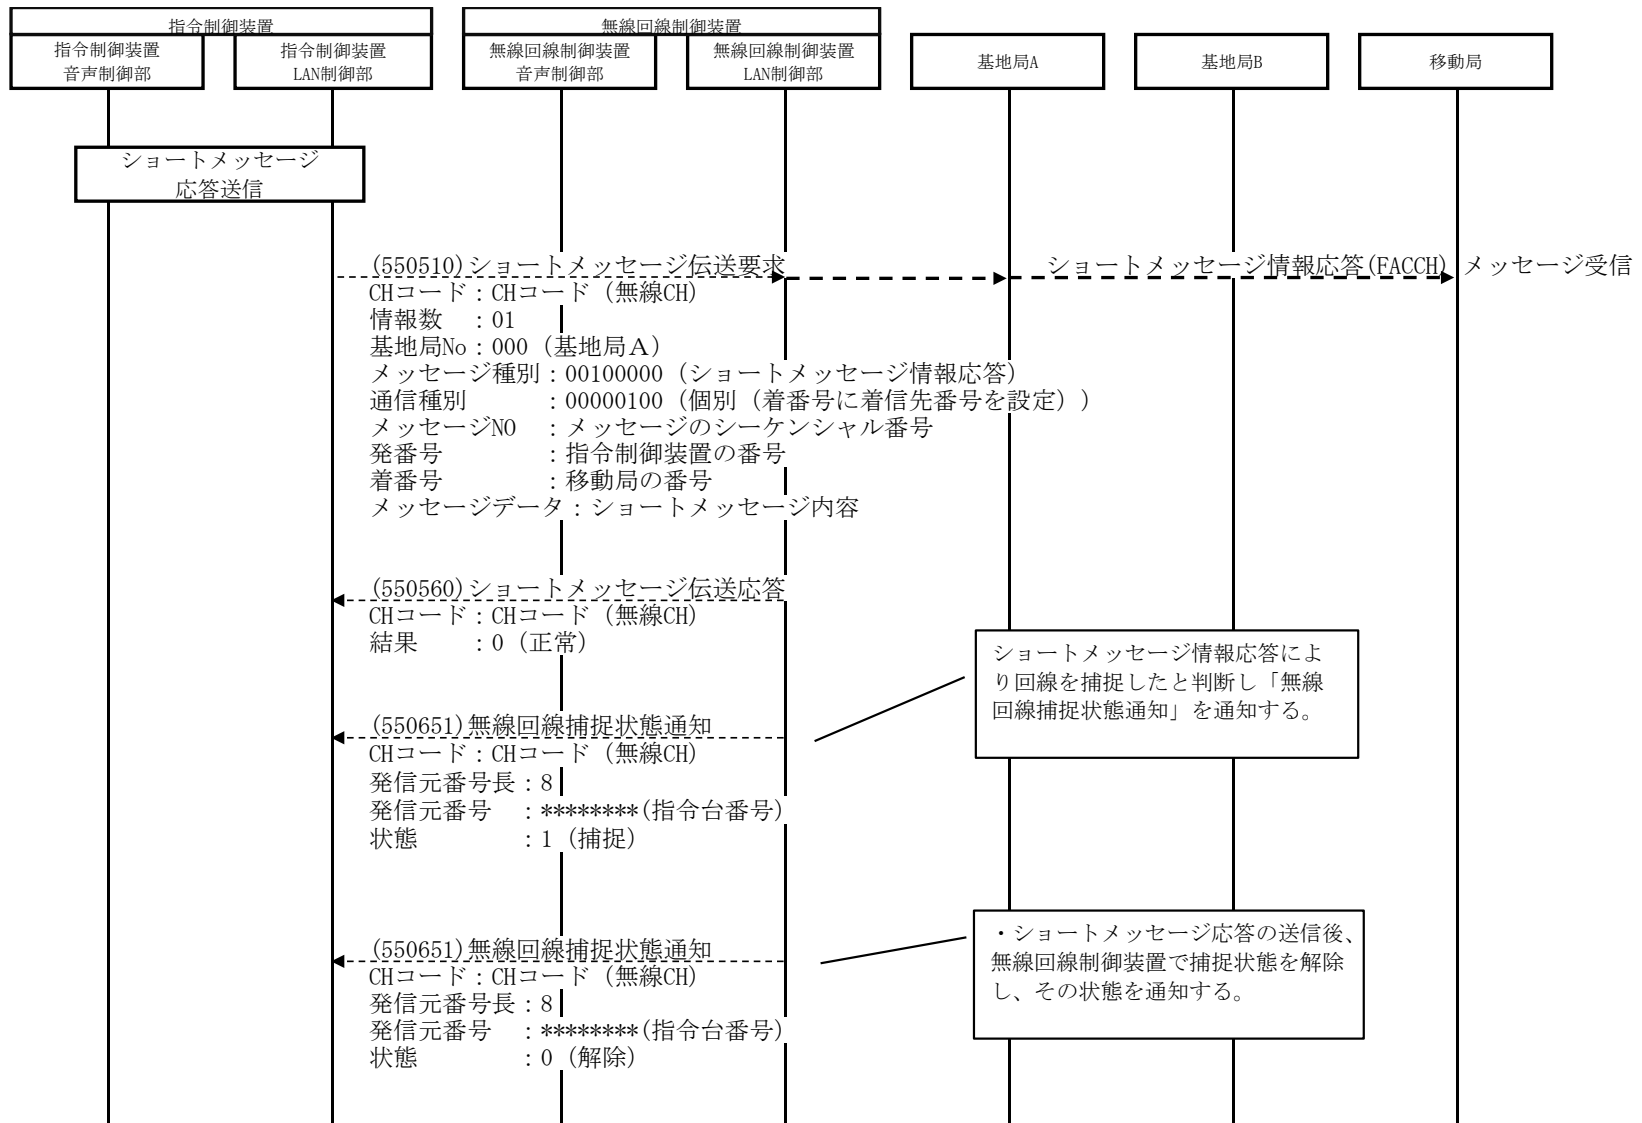 指令制御装置
無線回線制御装置
指令制御装置
音声制御部
指令制御装置
LAN制御部
無線回線制御装置
音声制御部
無線回線制御装置
LAN制御部
基地局A
基地局B
移動局
ショートメッセージ
応答送信
(550510)ショートメッセージ伝送要求
ショートメッセージ情報応答(FACCH)
メッセージ受信
CHコード：CHコード（無線CH）
情報数　：01
基地局No：000（基地局Ａ）
メッセージ種別：00100000（ショートメッセージ情報応答）
通信種別　　　：00000100（個別（着番号に着信先番号を設定））
メッセージNO　：メッセージのシーケンシャル番号
発番号　　　　：指令制御装置の番号
着番号　　　　：移動局の番号
メッセージデータ：ショートメッセージ内容
(550560)ショートメッセージ伝送応答
CHコード：CHコード（無線CH）
結果　　：0（正常）
ショートメッセージ情報応答によ
り回線を捕捉したと判断し「無線
回線捕捉状態通知」を通知する。
(550651)無線回線捕捉状態通知
CHコード：CHコード（無線CH）
発信元番号長：8
発信元番号　：********(指令台番号)
状態　　　　：1（捕捉）
・ショートメッセージ応答の送信後、
無線回線制御装置で捕捉状態を解除
し、その状態を通知する。
(550651)無線回線捕捉状態通知
CHコード：CHコード（無線CH）
発信元番号長：8
発信元番号　：********(指令台番号)
状態　　　　：0（解除）